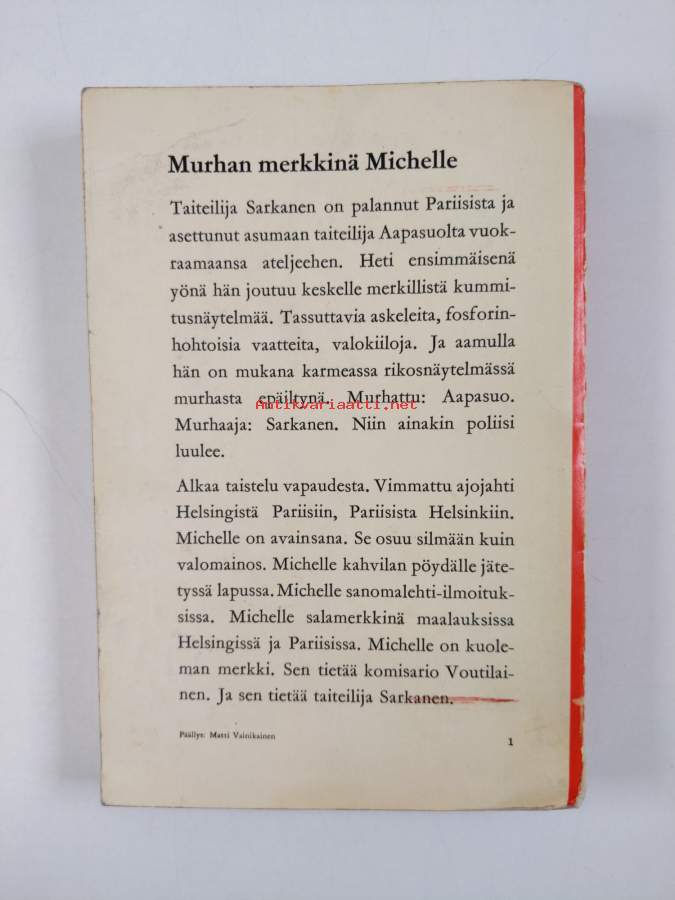 Murhan merkkinä Michelle
Taiteilija Sarkanen on palannut Pariisista ja
asettunut asumaan taiteilija Aapasuolta vuok-
raamaansa ateljeehen. Heti ensimmäisenä
yönä hän joutuu keskelle merkillistä kummi-
tusnäytelmää. Tassuttavia askeleita, fosforin-
hohtoisia vaatteita, valokiiloja. Ja aamulla
hän on mukana karmeassa rikosnäytelmässä
murhasta epäiltynä. Murhattu: Aapasuo.
Antikvariaatti.net
Murhaaja: Sarkanen. Niin ainakin poliisi
luulee.
Alkaa taistelu vapaudesta. Vimmattu ajojahti
Helsingistä Pariisiin, Pariisista Helsinkiin.
Michelle on avainsana. Se osuu silmään kuin
valomainos. Michelle kahvilan pöydälle jäte-
tyssä lapussa. Michelle sanomalehti-ilmoituk-
sissa. Michelle salamerkkinä maalauksissa
Helsingissä ja Pariisissa. Michelle on kuole-
man merkki. Sen tietää komisario Voutilai-
nen. Ja sen tietää taiteilija Sarkanen.
Päällys: Matti Vainikainen
1